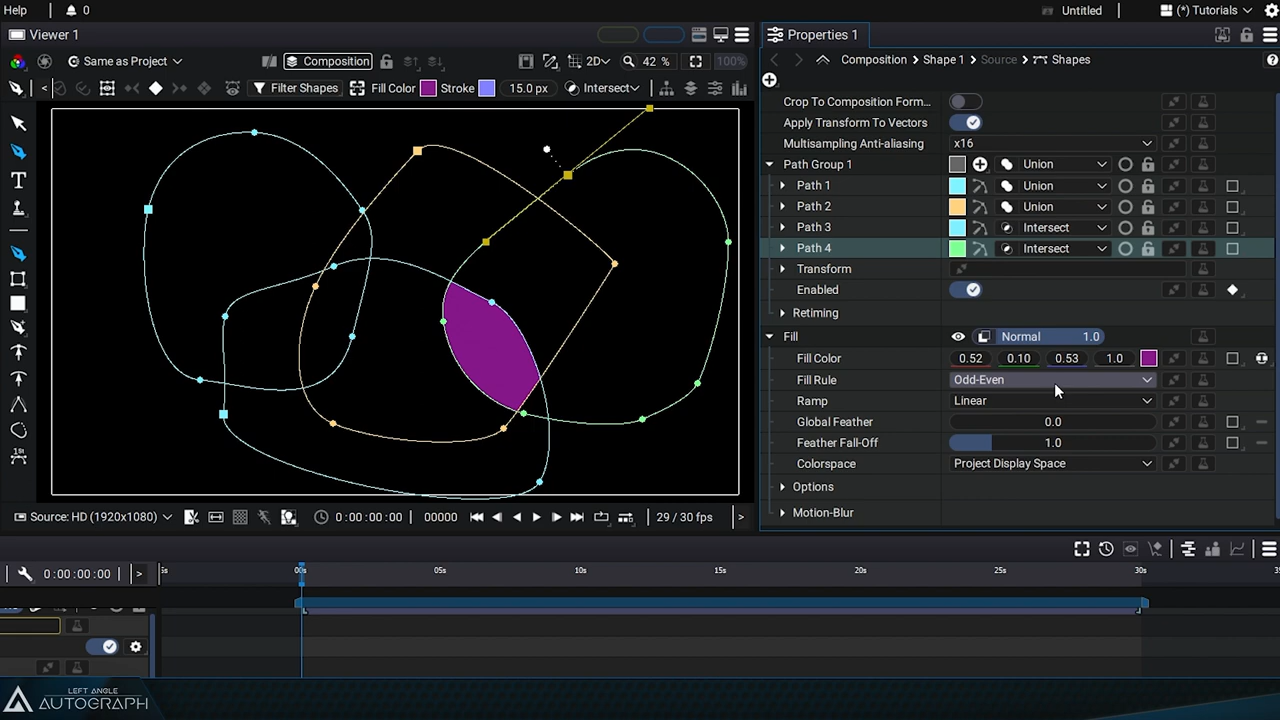 Help 0 Untitled (*) Tutorials
Viewer 1 Properties 1
Same as Project Composition 2D 42 % 100% Composition Shape 1 Source Shapes
Filter Shapes Fill Color Stroke 15.0 px Intersect
Crop To Composition Form...
Apply Transform To Vectors
Multisampling Anti-aliasing x16
Path Group 1 Union
Path 1 Union
Path 2 Union
Path 3 Intersect
Path 4 Intersect
Transform
Enabled
Retiming
Fill Normal 1.0
Fill Color 0.52 0.10 0.53 1.0
Fill Rule Odd-Even
Ramp Linear
Global Feather 0.0
Feather Fall-Off 1.0
Colorspace Project Display Space
Options
Motion-Blur
1st
Source: HD (1920x1080) 0:00:00:00 00000 29 / 30 fps
0:00:00:00 00s 05s 10s 15s 20s 25s 30s
LEFT ANGLE
AUTOGRAPH